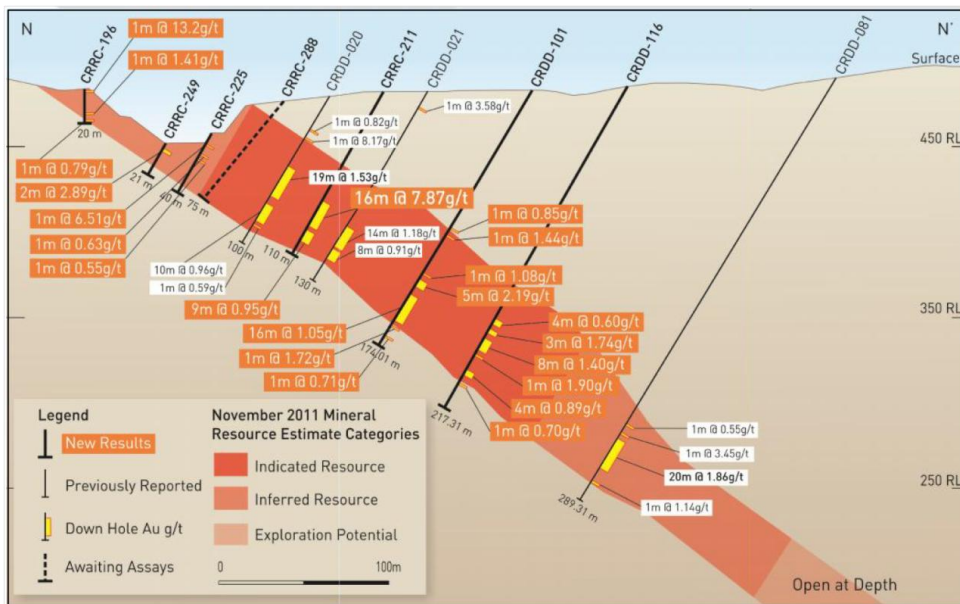 N
N'
Surface
CRRC-196
CRRC-249
CRRC-225
CRRC-288
CRDD-020
CRRC-211
CRDD-021
CRDD-101
CRDD-116
CRDD-081
1m @ 13.2g/t
1m @ 1.41g/t
20 m
1m @ 0.79g/t
2m @ 2.89g/t
1m @ 6.51g/t
1m @ 0.63g/t
1m @ 0.55g/t
21 m
40 m
75 m
1m @ 0.82g/t
1m @ 8.17g/t
19m @ 1.53g/t
10m @ 0.96g/t
1m @ 0.59g/t
100 m
16m @ 7.87g/t
9m @ 0.95g/t
110 m
1m @ 3.58g/t
14m @ 1.18g/t
8m @ 0.91g/t
130 m
1m @ 0.85g/t
1m @ 1.44g/t
1m @ 1.08g/t
5m @ 2.19g/t
16m @ 1.05g/t
1m @ 1.72g/t
1m @ 0.71g/t
174.01 m
4m @ 0.60g/t
3m @ 1.74g/t
8m @ 1.40g/t
1m @ 1.90g/t
4m @ 0.89g/t
1m @ 0.70g/t
217.31 m
1m @ 0.55g/t
1m @ 3.45g/t
20m @ 1.86g/t
1m @ 1.14g/t
289.31 m
450 RL
350 RL
250 RL
Open at Depth
Legend
New Results
Previously Reported
Down Hole Au g/t
Awaiting Assays
November 2011 Mineral
Resource Estimate Categories
Indicated Resource
Inferred Resource
Exploration Potential
0
100m